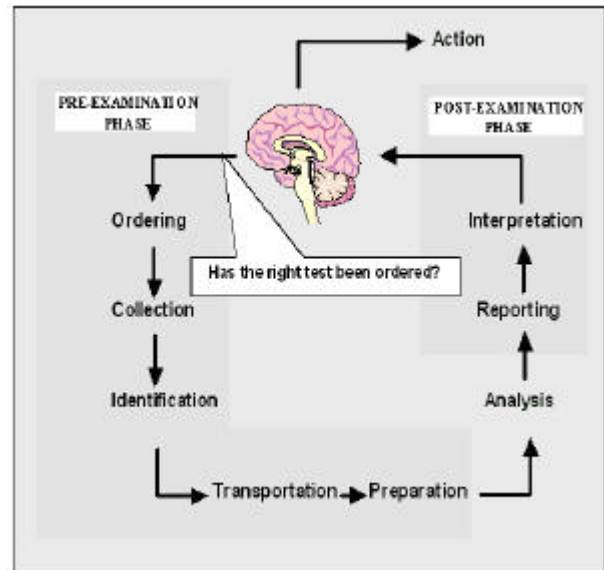 Action
PRE-EXAMINATION
PHASE
POST-EXAMINATION
PHASE
Ordering
Interpretation
Has the right test been ordered?
Collection
Reporting
Identification
Analysis
Transportation
Preparation